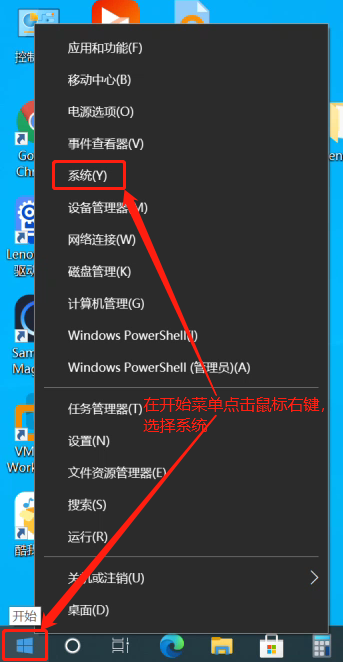 控制
应用和功能(F)
移动中心(B)
电源选项(O)
Go
Chr
事件查看器(V)
en
系统(Y)
设备管理器(M)
Leno
驱动
网络连接(W)
磁盘管理(K)
计算机管理(G)
Windows PowerShell(I)
Sam
Mag
Windows PowerShell (管理员)(A)
任务管理器(T)
在开始菜单点击鼠标右键，
选择系统
设置(N)
VM
Work
文件资源管理器(E)
搜索(S)
运行(R)
酷我
关机或注销(U)
桌面(D)
开始